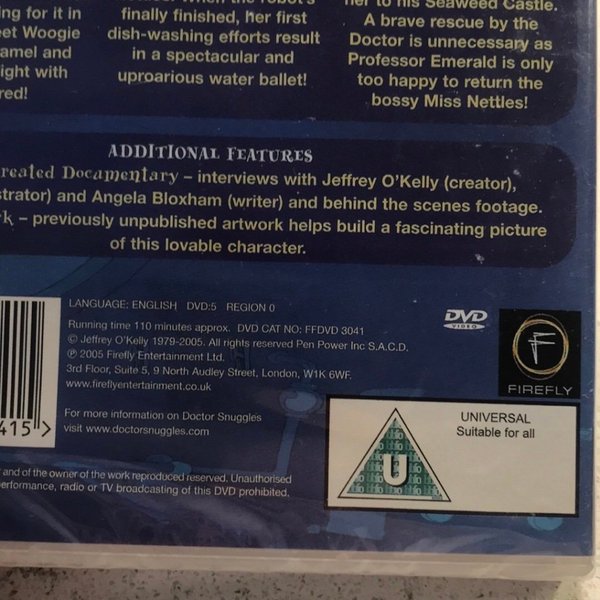 ing for it in
eet Woogie
amel and
ight with
red!
finally finished, her first
dish-washing efforts result
in a spectacular and
uproarious water ballet!
her to his Seaweed Castle.
A brave rescue by the
Doctor is unnecessary as
Professor Emerald is only
too happy to return the
bossy Miss Nettles!
ADDITIONAL FEATURES
reated Documentary – interviews with Jeffrey O'Kelly (creator),
strator) and Angela Bloxham (writer) and behind the scenes footage.
rk – previously unpublished artwork helps build a fascinating picture
of this lovable character.
LANGUAGE: ENGLISH DVD:5 REGION 0
Running time 110 minutes approx. DVD CAT NO: FFDVD 3041
© Jeffrey O'Kelly 1979-2005. All rights reserved Pen Power Inc S.A.C.D.
℗ 2005 Firefly Entertainment Ltd.
3rd Floor, Suite 5, 9 North Audley Street, London, W1K 6WF.
www.fireflyentertainment.co.uk
For more information on Doctor Snuggles
visit www.doctorsnuggles.com
415 >
and of the owner of the work reproduced reserved. Unauthorised
erformance, radio or TV broadcasting of this DVD prohibited.
DVD
VIDEO
F
FIREFLY
U
UNIVERSAL
Suitable for all